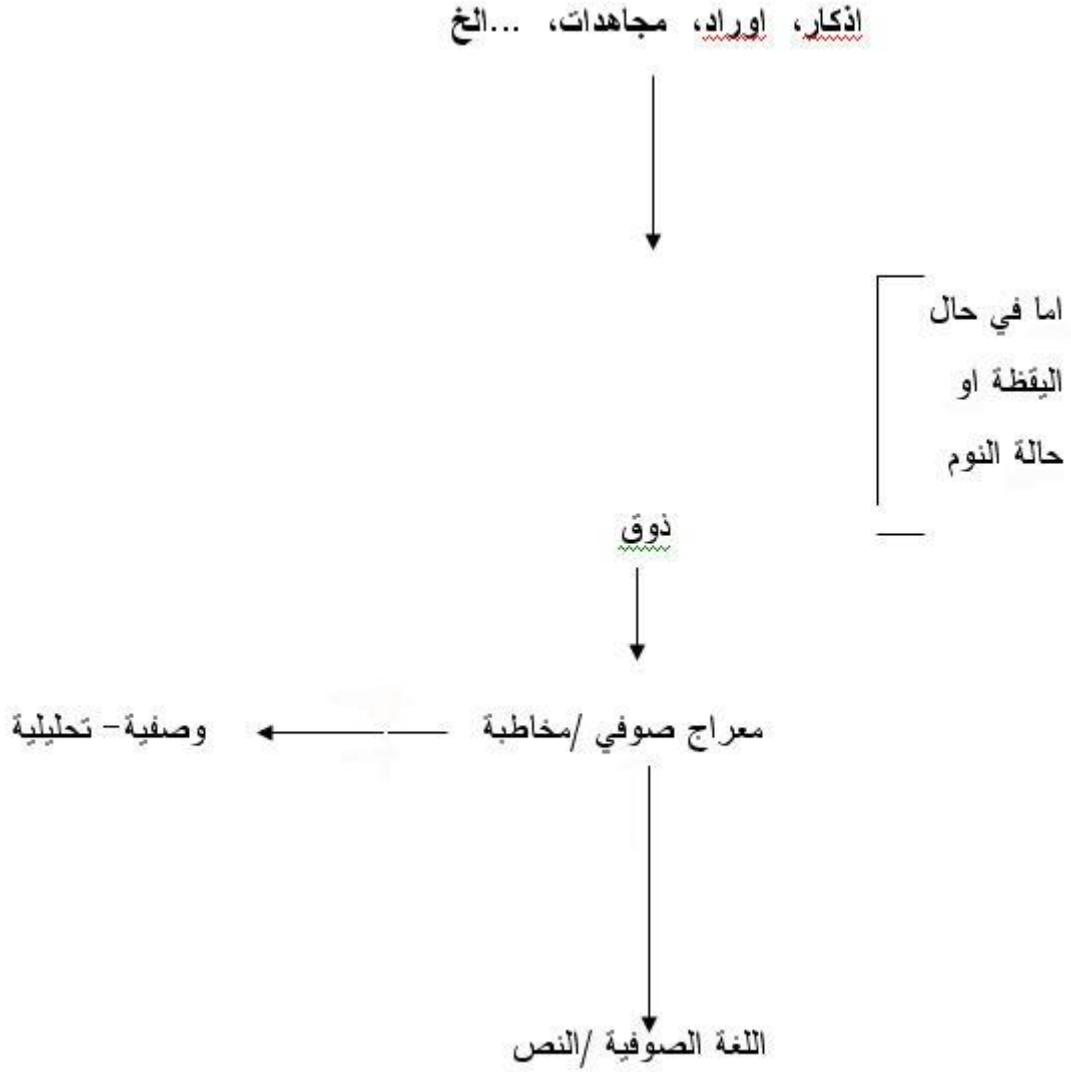 اذكار، اوراد، مجاهدات، ...الخ
اما في حال
اليقظة او
حالة النوم
ذوق
معراج صوفي /مخاطبة
وصفية- تحليلية
اللغة الصوفية /النص